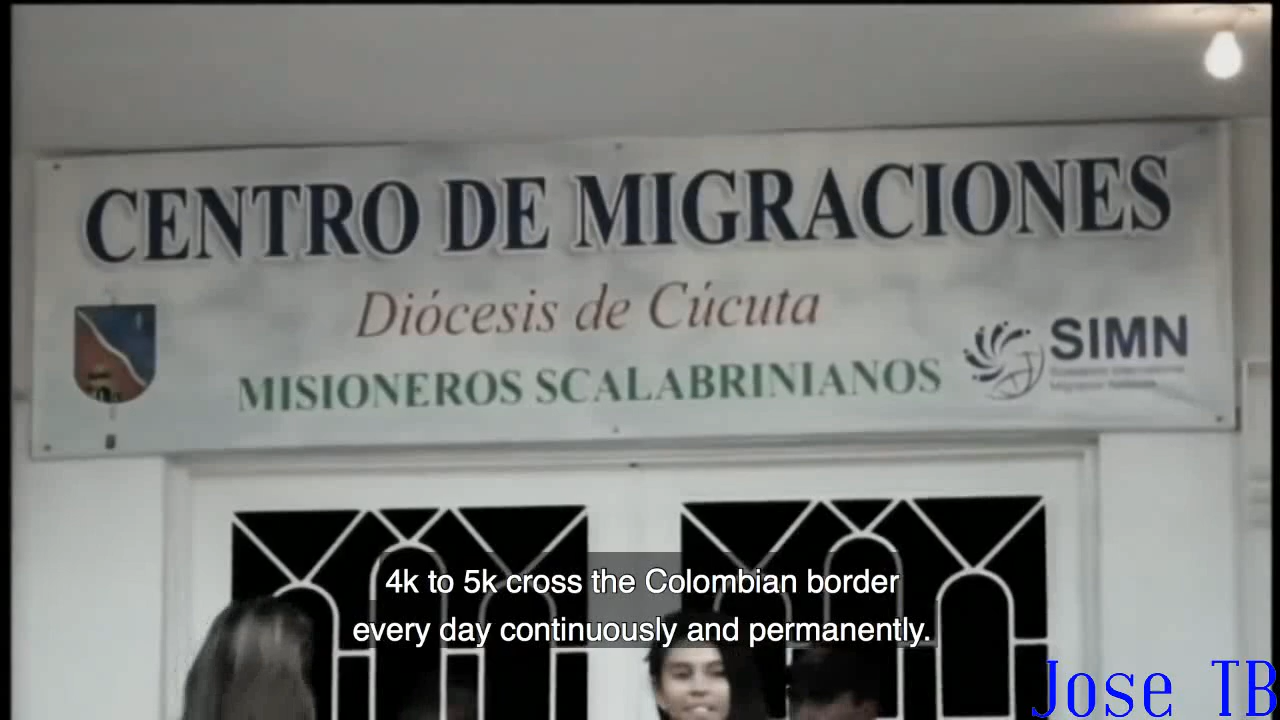 CENTRO DE MIGRACIONES
Diócesis de Cúcuta
MISIONEROS SCALABRINIANOS
SIMN
4k to 5k cross the Colombian border
every day continuously and permanently.
Jose TB